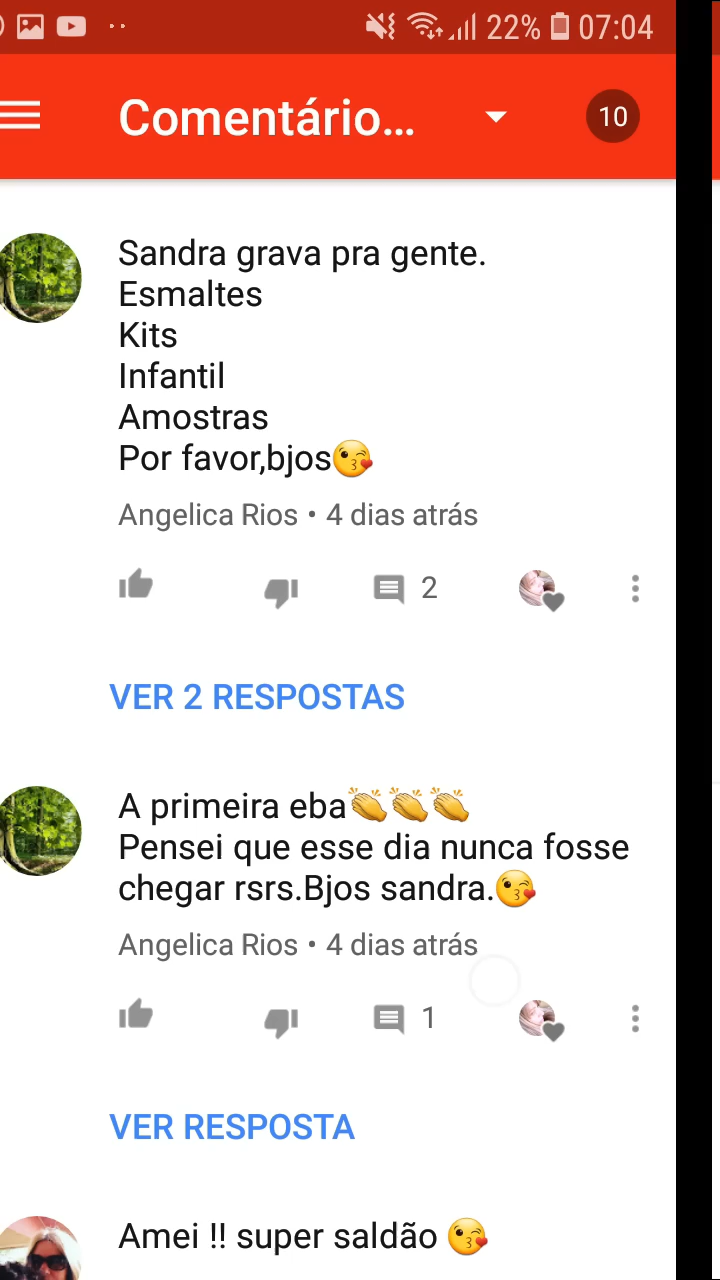 22% 07:04
Comentário... 10
Sandra grava pra gente.
Esmaltes
Kits
Infantil
Amostras
Por favor,bjos😘
Angelica Rios • 4 dias atrás
2
VER 2 RESPOSTAS
A primeira eba👏👏👏
Pensei que esse dia nunca fosse
chegar rsrs.Bjos sandra.😘
Angelica Rios • 4 dias atrás
1
VER RESPOSTA
Amei !! super saldão 😘